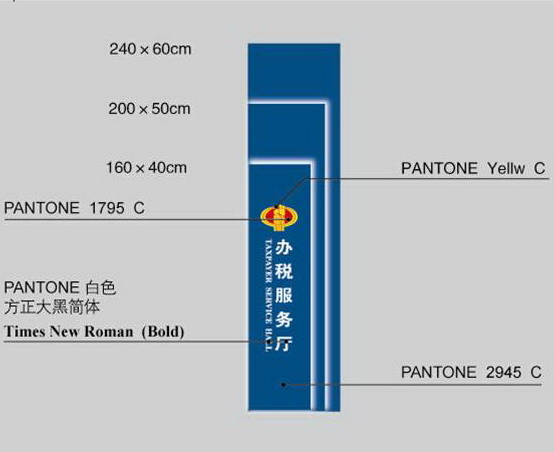 240×60cm
200×50cm
160×40cm
PANTONE Yellw C
PANTONE 1795 C
办税服务厅
TAXPAYER SERVICE HALL
PANTONE 白色
方正大黑简体
Times New Roman (Bold)
PANTONE 2945 C